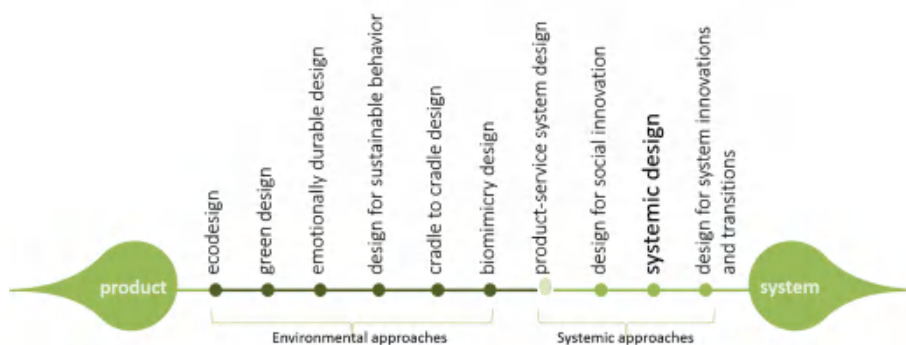 product
ecodesign
green design
emotionally durable design
design for sustainable behavior
cradle to cradle design
biomimicry design
product-service system design
design for social innovation
systemic design
design for system innovations
and transitions
system
Environmental approaches
Systemic approaches